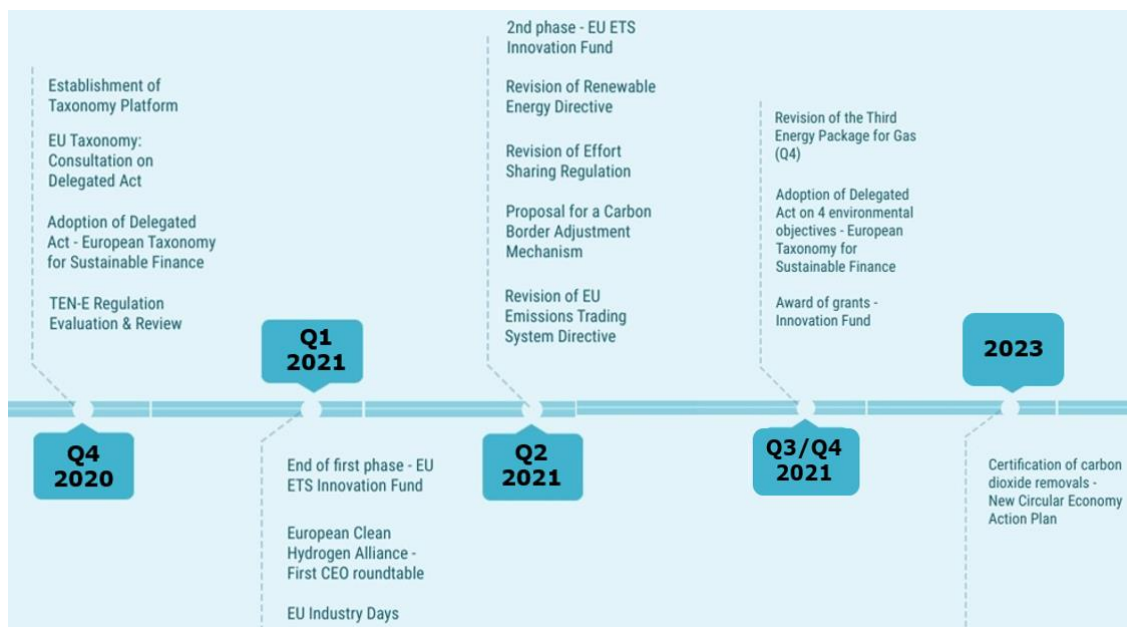 Establishment of
Taxonomy Platform
EU Taxonomy:
Consultation on
Delegated Act
Adoption of Delegated
Act - European Taxonomy
for Sustainable Finance
TEN-E Regulation
Evaluation & Review
Q4
2020
Q1
2021
End of first phase - EU
ETS Innovation Fund
European Clean
Hydrogen Alliance -
First CEO roundtable
EU Industry Days
2nd phase - EU ETS
Innovation Fund
Revision of Renewable
Energy Directive
Revision of Effort
Sharing Regulation
Proposal for a Carbon
Border Adjustment
Mechanism
Revision of EU
Emissions Trading
System Directive
Q2
2021
Revision of the Third
Energy Package for Gas
(Q4)
Adoption of Delegated
Act on 4 environmental
objectives - European
Taxonomy for
Sustainable Finance
Award of grants -
Innovation Fund
Q3/Q4
2021
2023
Certification of carbon
dioxide removals -
New Circular Economy
Action Plan